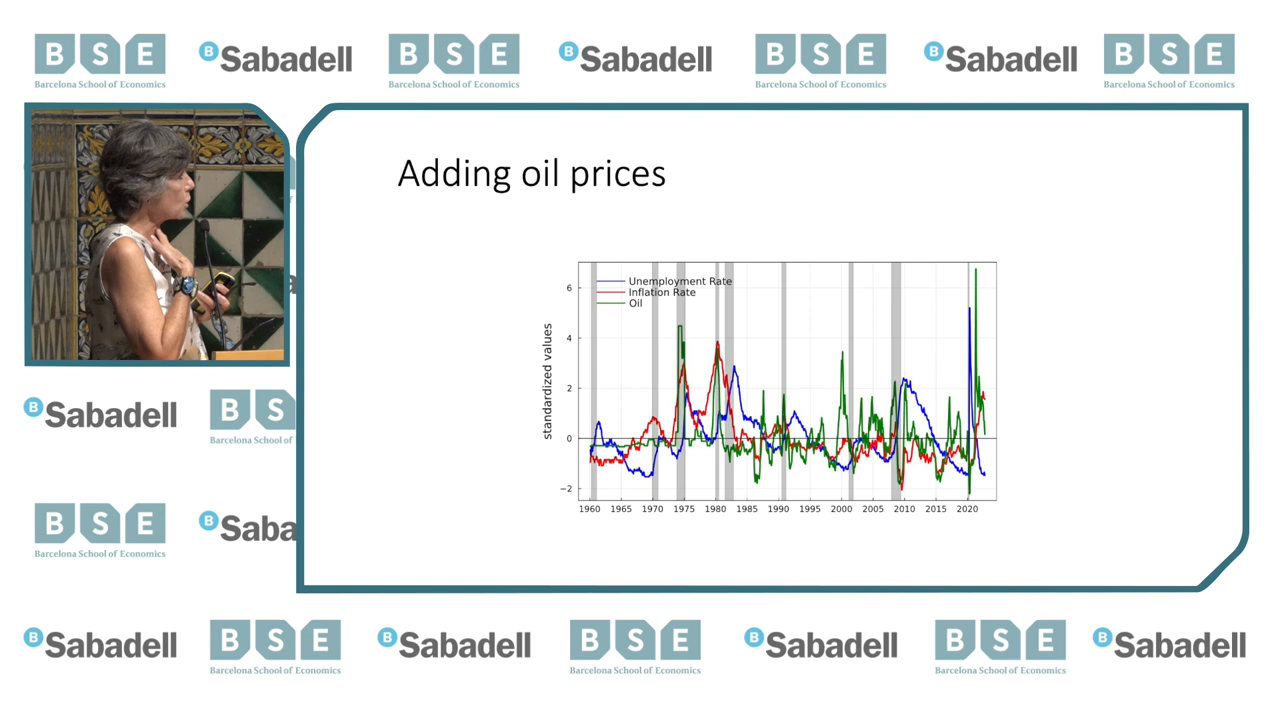 BSE
Barcelona School of Economics
B Sabadell
BSE
Barcelona School of Economics
B Sabadell
BSE
Barcelona School of Economics
B Sabadell
BSE
Barcelona School of Economics
Adding oil prices
Unemployment Rate
Inflation Rate
Oil
standardized values
6
4
2
0
−2
1960 1965 1970 1975 1980 1985 1990 1995 2000 2005 2010 2015 2020
B Sabadell
B S
Barcelona School of
BSE
Barcelona School of Economics
B Saba
B Sabadell
BSE
Barcelona School of Economics
B Sabadell
BSE
Barcelona School of Economics
B Sabadell
BSE
Barcelona School of Economics
B Sabadell